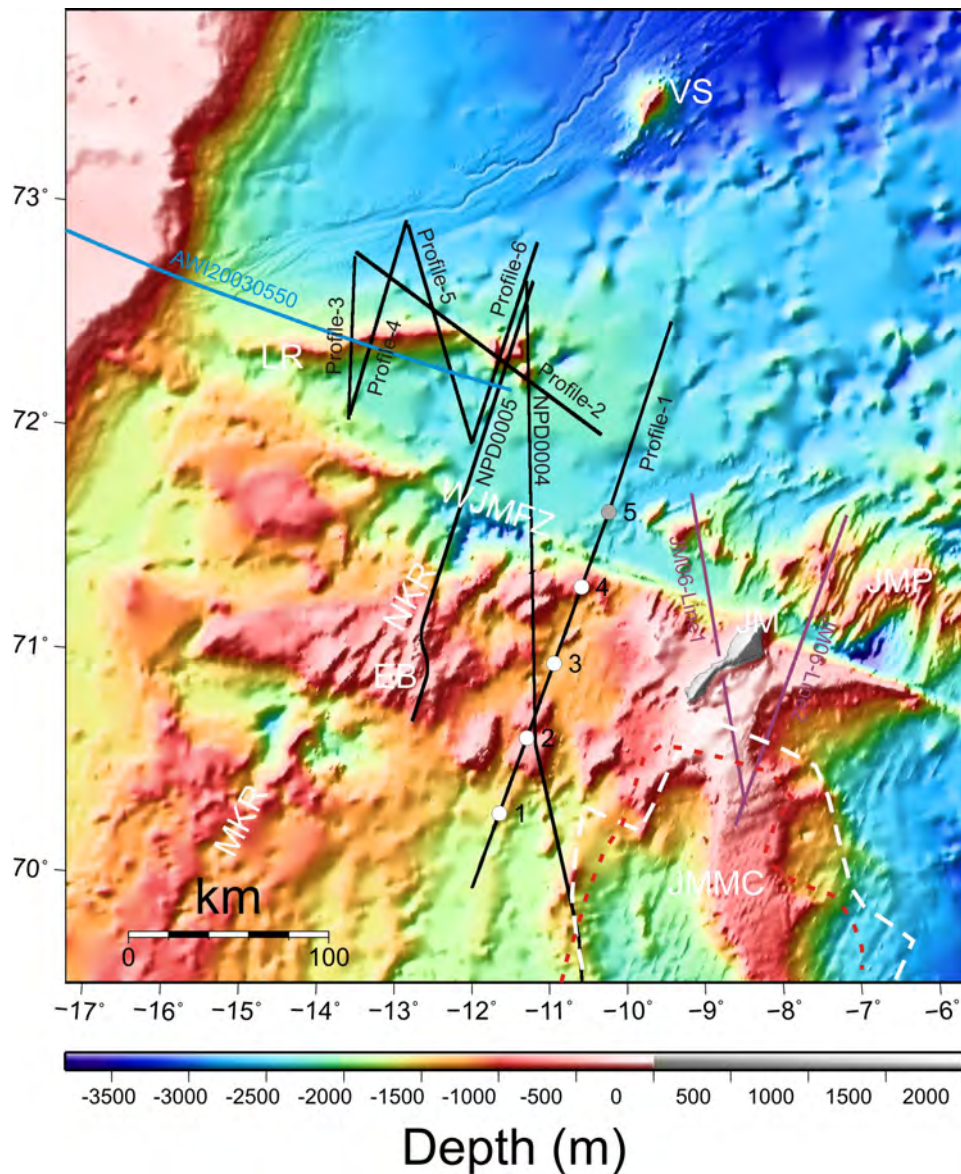 VS
73°
AWI20030550
Profile-3
Profile-4
Profile-5
Profile-6
LR
Profile-2
Profile-1
72°
NPD0005
NPD0004
WJMFZ
5
JM06-Line1
4
JMP
NKR
JM
71°
3
JM06-Line2
EB
2
1
MKR
70°
JMMC
km
0 100
−17° −16° −15° −14° −13° −12° −11° −10° −9° −8° −7° −6°
-3500 -3000 -2500 -2000 -1500 -1000 -500 0 500 1000 1500 2000
Depth (m)